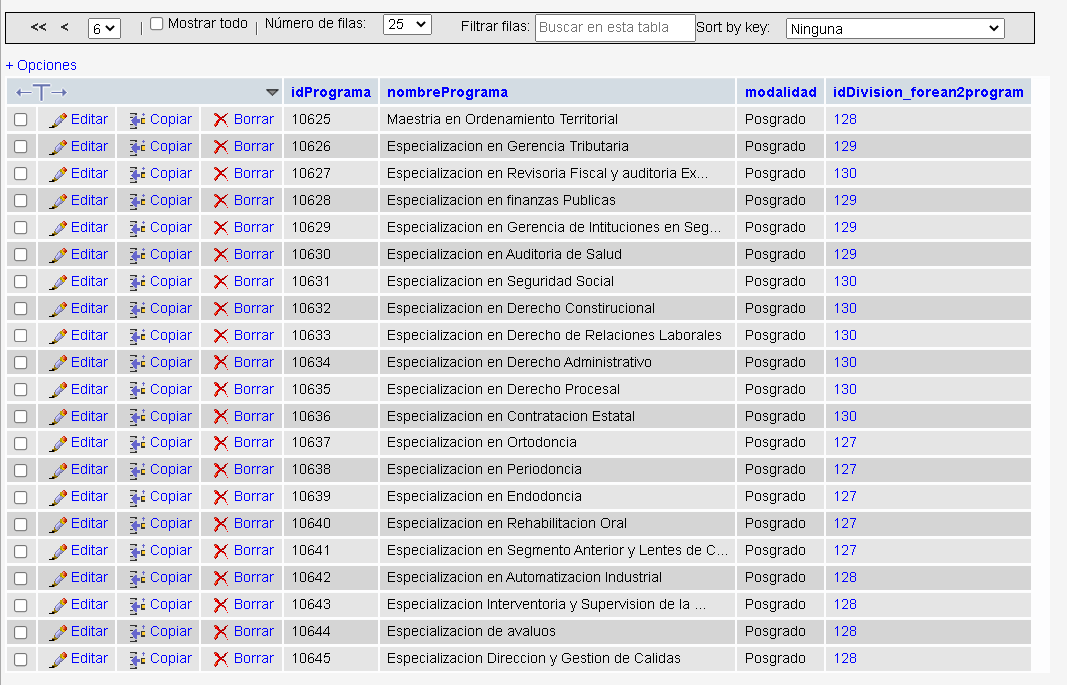 << < 6 | Mostrar todo | Número de filas: 25 Filtrar filas: Buscar en esta tabla Sort by key: Ninguna
+ Opciones
←T→ idPrograma nombrePrograma modalidad idDivision_forean2program
Editar Copiar Borrar 10625 Maestria en Ordenamiento Territorial Posgrado 128
Editar Copiar Borrar 10626 Especializacion en Gerencia Tributaria Posgrado 129
Editar Copiar Borrar 10627 Especializacion en Revisoria Fiscal y auditoria Ex... Posgrado 130
Editar Copiar Borrar 10628 Especializacion en finanzas Publicas Posgrado 129
Editar Copiar Borrar 10629 Especializacion en Gerencia de Intituciones en Seg... Posgrado 129
Editar Copiar Borrar 10630 Especializacion en Auditoria de Salud Posgrado 129
Editar Copiar Borrar 10631 Especializacion en Seguridad Social Posgrado 130
Editar Copiar Borrar 10632 Especializacion en Derecho Constirucional Posgrado 130
Editar Copiar Borrar 10633 Especializacion en Derecho de Relaciones Laborales Posgrado 130
Editar Copiar Borrar 10634 Especializacion en Derecho Administrativo Posgrado 130
Editar Copiar Borrar 10635 Especializacion en Derecho Procesal Posgrado 130
Editar Copiar Borrar 10636 Especializacion en Contratacion Estatal Posgrado 130
Editar Copiar Borrar 10637 Especializacion en Ortodoncia Posgrado 127
Editar Copiar Borrar 10638 Especializacion en Periodoncia Posgrado 127
Editar Copiar Borrar 10639 Especializacion en Endodoncia Posgrado 127
Editar Copiar Borrar 10640 Especializacion en Rehabilitacion Oral Posgrado 127
Editar Copiar Borrar 10641 Especializacion en Segmento Anterior y Lentes de C... Posgrado 127
Editar Copiar Borrar 10642 Especializacion en Automatizacion Industrial Posgrado 128
Editar Copiar Borrar 10643 Especializacion Interventoria y Supervision de la ... Posgrado 128
Editar Copiar Borrar 10644 Especializacion de avaluos Posgrado 128
Editar Copiar Borrar 10645 Especializacion Direccion y Gestion de Calidas Posgrado 128